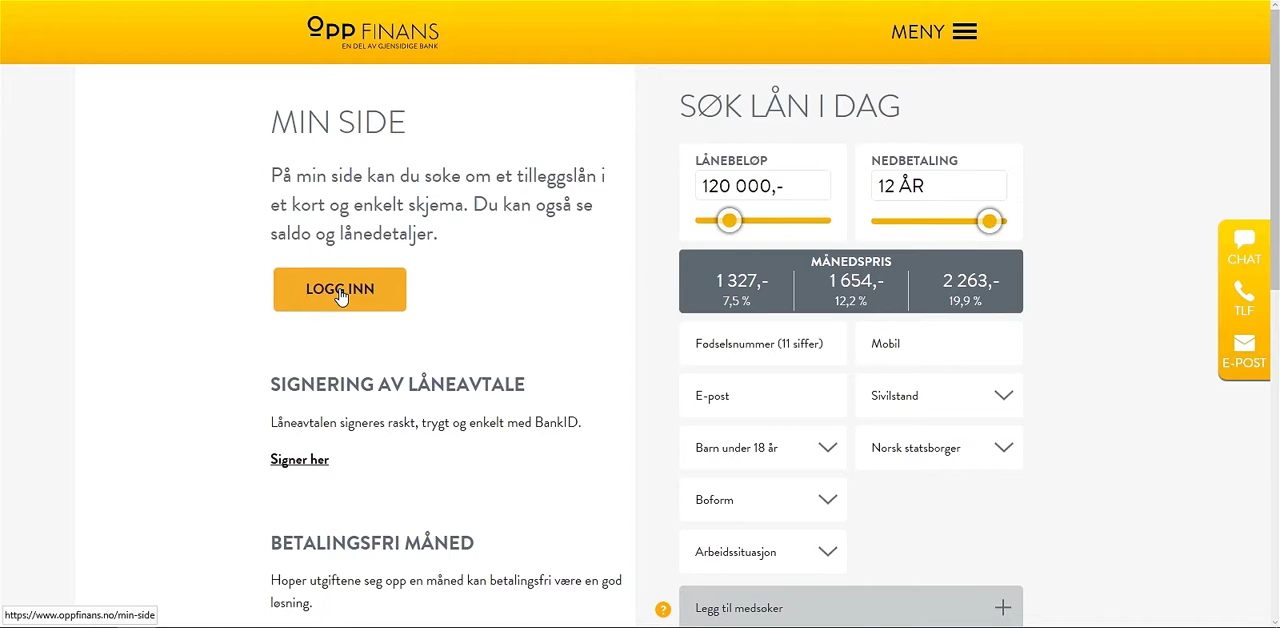 OPP FINANS
EN DEL AV GJENSIDIGE BANK
MENY
MIN SIDE
På min side kan du søke om et tilleggslån i
et kort og enkelt skjema. Du kan også se
saldo og lånedetaljer.
LOGG INN
SIGNERING AV LÅNEAVTALE
Låneavtalen signeres raskt, trygt og enkelt med BankID.
Signer her
BETALINGSFRI MÅNED
Hoper utgiftene seg opp en måned kan betalingsfri være en god
løsning.
SØK LÅN I DAG
LÅNEBELØP
120 000,-
NEDBETALING
12 ÅR
MÅNEDSPRIS
1 327,- 1 654,- 2 263,-
7,5 % 12,2 % 19,9 %
Fødselsnummer (11 siffer)
Mobil
E-post
Sivilstand
Barn under 18 år
Norsk statsborger
Boform
Arbeidssituasjon
?
Legg til medsøker
CHAT
TLF
E-POST
https://www.oppfinans.no/min-side